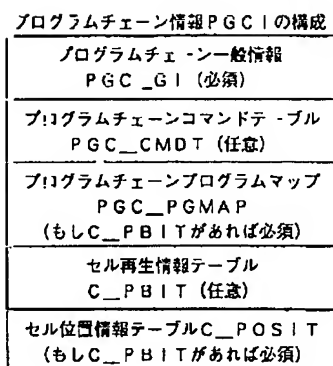 プログラムチェーン情報PGCIの構成
プログラムチェーン一般情報
PGC_GI (必須)
プログラムチェーンコマンドテーブル
PGC__CMDT (任意)
プログラムチェーンプログラムマップ
PGC__PGMAP
(もしC__PBITがあれば必須)
セル再生情報テーブル
C__PBIT (任意)
セル位置情報テーブルC__POSIT
(もしC__PBITがあれば必須)